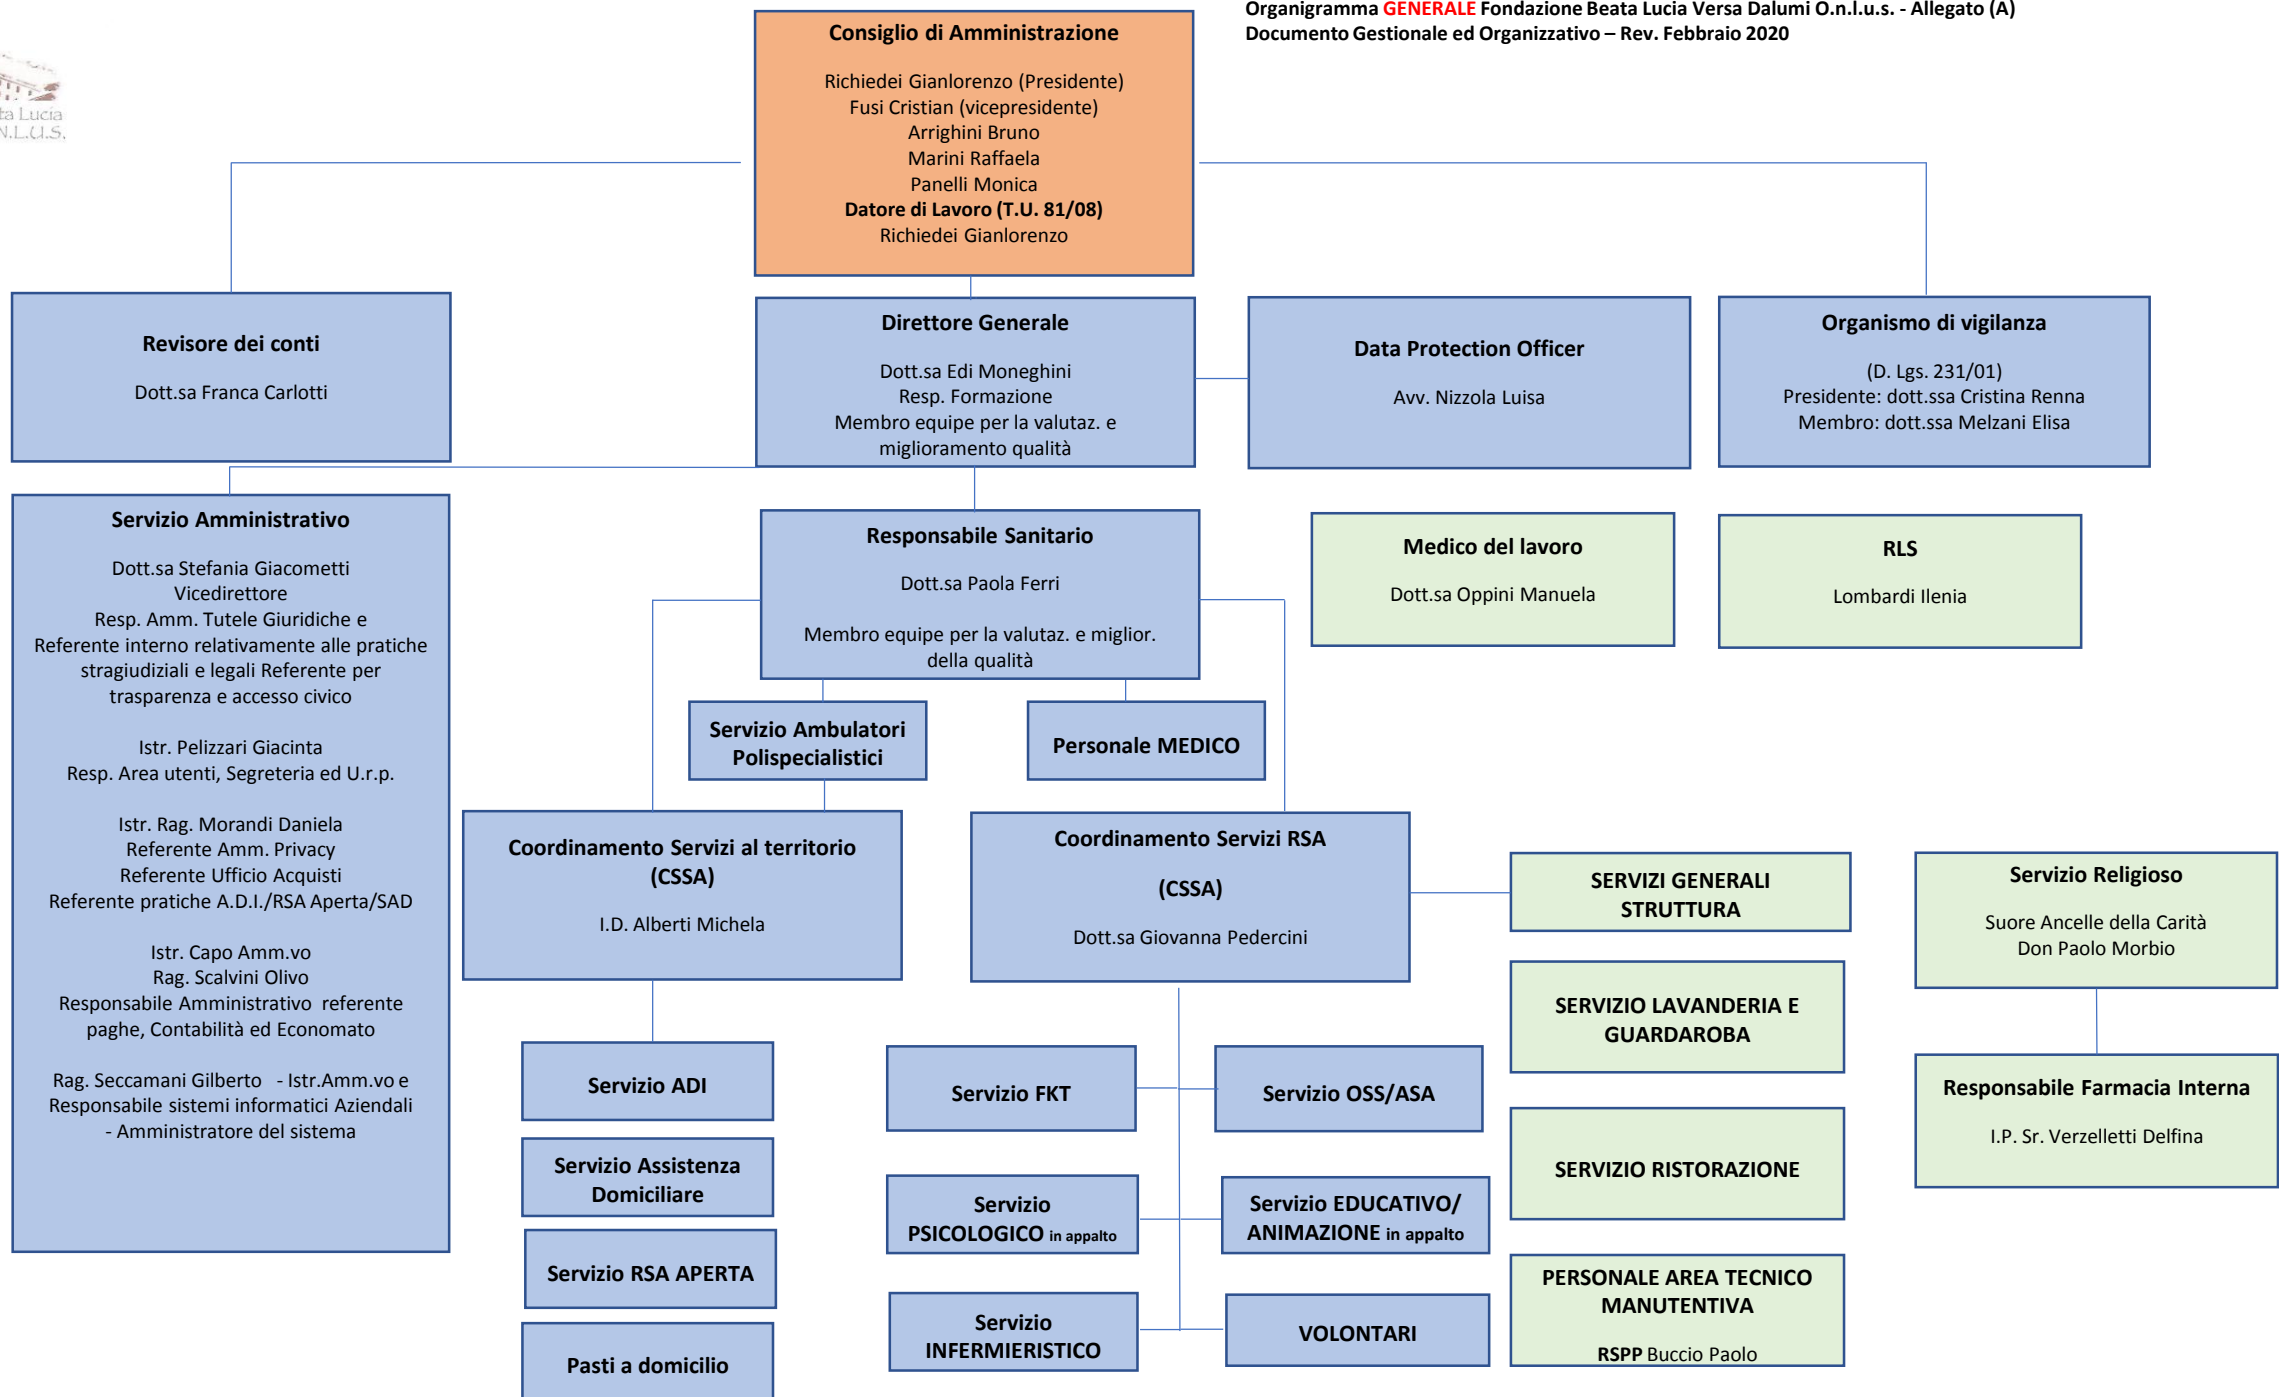 Organigramma GENERALE Fondazione Beata Lucia Versa Dalumi O.n.l.u.s. - Allegato (A)
Documento Gestionale ed Organizzativo – Rev. Febbraio 2020
Lucia
N.L.U.S.
Consiglio di Amministrazione
Richiedei Gianlorenzo (Presidente)
Fusi Cristian (vicepresidente)
Arrighini Bruno
Marini Raffaela
Panelli Monica
Datore di Lavoro (T.U. 81/08)
Richiedei Gianlorenzo
Revisore dei conti
Dott.sa Franca Carlotti
Direttore Generale
Dott.sa Edi Moneghini
Resp. Formazione
Membro equipe per la valutaz. e
miglioramento qualità
Data Protection Officer
Avv. Nizzola Luisa
Organismo di vigilanza
(D. Lgs. 231/01)
Presidente: dott.ssa Cristina Renna
Membro: dott.ssa Melzani Elisa
Servizio Amministrativo
Dott.sa Stefania Giacometti
Vicedirettore
Resp. Amm. Tutele Giuridiche e
Referente interno relativamente alle pratiche
stragiudiziali e legali Referente per
trasparenza e accesso civico
Istr. Pelizzari Giacinta
Resp. Area utenti, Segreteria ed U.r.p.
Istr. Rag. Morandi Daniela
Referente Amm. Privacy
Referente Ufficio Acquisti
Referente pratiche A.D.I./RSA Aperta/SAD
Istr. Capo Amm.vo
Rag. Scalvini Olivo
Responsabile Amministrativo referente
paghe, Contabilità ed Economato
Rag. Seccamani Gilberto - Istr.Amm.vo e
Responsabile sistemi informatici Aziendali
- Amministratore del sistema
Responsabile Sanitario
Dott.sa Paola Ferri
Membro equipe per la valutaz. e miglior.
della qualità
Medico del lavoro
Dott.sa Oppini Manuela
RLS
Lombardi Ilenia
Servizio Ambulatori
Polispecialistici
Personale MEDICO
Coordinamento Servizi al territorio
(CSSA)
I.D. Alberti Michela
Coordinamento Servizi RSA
(CSSA)
Dott.sa Giovanna Pedercini
Servizio ADI
Servizio Assistenza
Domiciliare
Servizio RSA APERTA
Pasti a domicilio
Servizio FKT
Servizio OSS/ASA
Servizio
PSICOLOGICO in appalto
Servizio EDUCATIVO/
ANIMAZIONE in appalto
Servizio
INFERMIERISTICO
VOLONTARI
SERVIZI GENERALI
STRUTTURA
SERVIZIO LAVANDERIA E
GUARDAROBA
SERVIZIO RISTORAZIONE
PERSONALE AREA TECNICO
MANUTENTIVA
RSPP Buccio Paolo
Servizio Religioso
Suore Ancelle della Carità
Don Paolo Morbio
Responsabile Farmacia Interna
I.P. Sr. Verzelletti Delfina